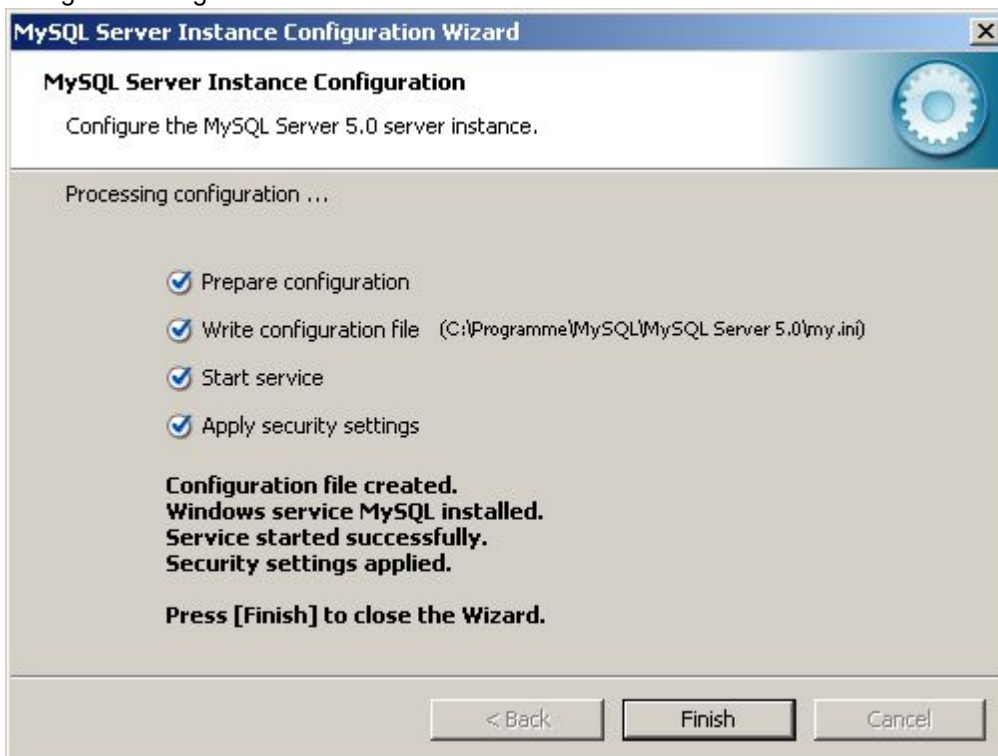 MySQL Server Instance Configuration Wizard
MySQL Server Instance Configuration
Configure the MySQL Server 5.0 server instance.
Processing configuration ...
Prepare configuration
Write configuration file (C:\Programme\MySQL\MySQL Server 5.0\my.ini)
Start service
Apply security settings
Configuration file created.
Windows service MySQL installed.
Service started successfully.
Security settings applied.
Press [Finish] to close the Wizard.
< Back Finish Cancel